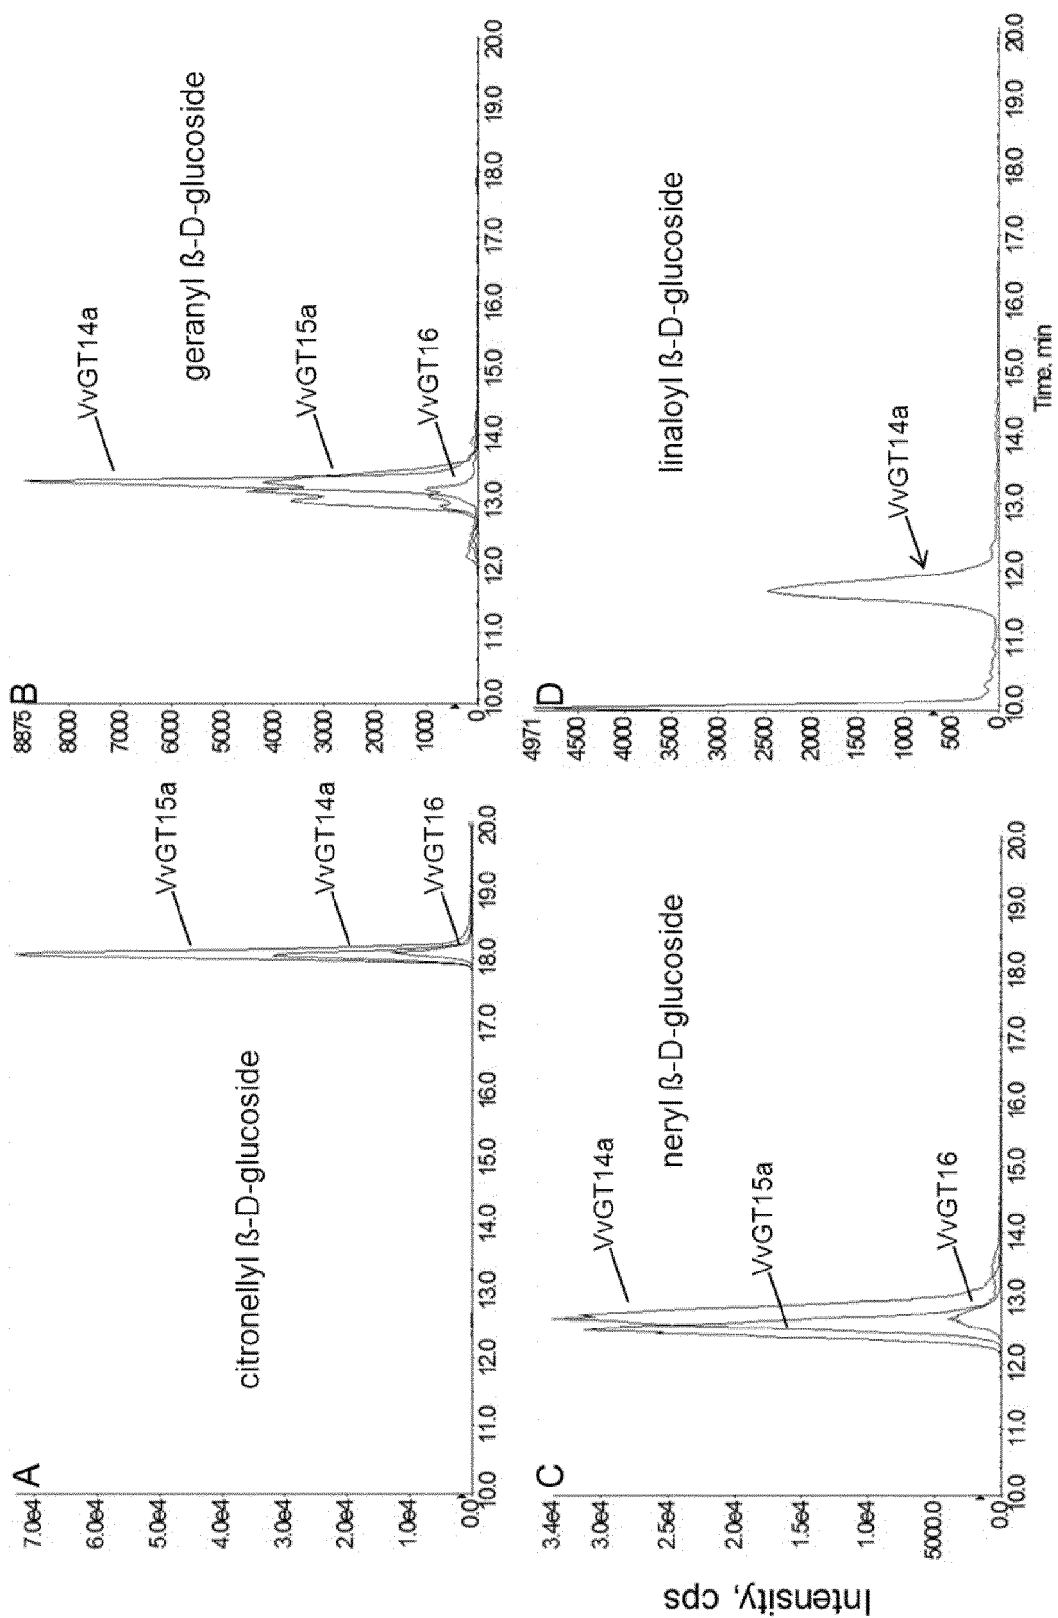 A
7.0e4
6.0e4
5.0e4
4.0e4
3.0e4
2.0e4
1.0e4
0.0
VvGT15a
VvGT14a
VvGT16
citronellyl ß-D-glucoside
10.0 11.0 12.0 13.0 14.0 15.0 16.0 17.0 18.0 19.0 20.0
B
8875
8000
7000
6000
5000
4000
3000
2000
1000
0
VvGT14a
geranyl ß-D-glucoside
VvGT15a
VvGT16
10.0 11.0 12.0 13.0 14.0 15.0 16.0 17.0 18.0 19.0 20.0
C
Intensity, cps
3.4e4
3.0e4
2.5e4
2.0e4
1.5e4
1.0e4
5000.0
0.0
VvGT14a
neryl ß-D-glucoside
VvGT15a
VvGT16
10.0 11.0 12.0 13.0 14.0 15.0 16.0 17.0 18.0 19.0 20.0
D
4971
4500
4000
3500
3000
2500
2000
1500
1000
500
0
linaloyl ß-D-glucoside
VvGT14a
10.0 11.0 12.0 13.0 14.0 15.0 16.0 17.0 18.0 19.0 20.0
Time, min